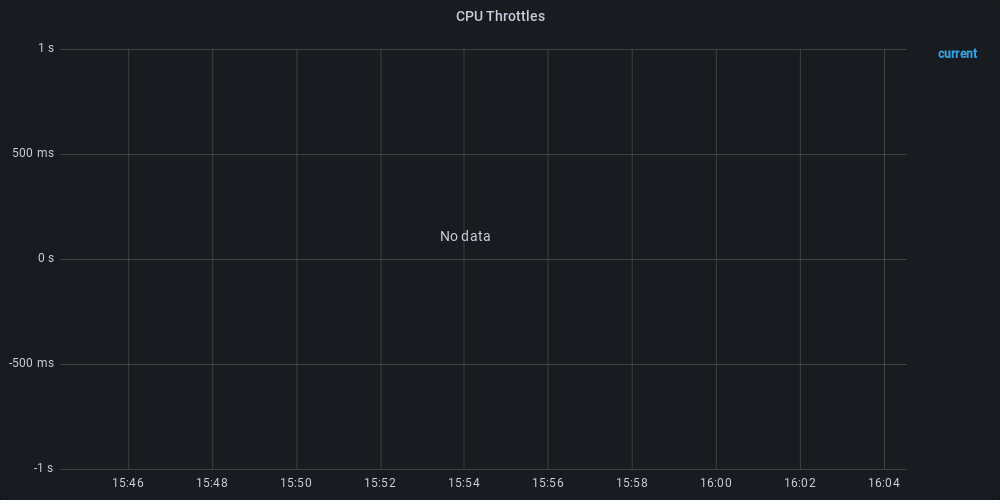 CPU Throttles
1 s
current
500 ms
No data
0 s
-500 ms
-1 s
15:46 15:48 15:50 15:52 15:54 15:56 15:58 16:00 16:02 16:04